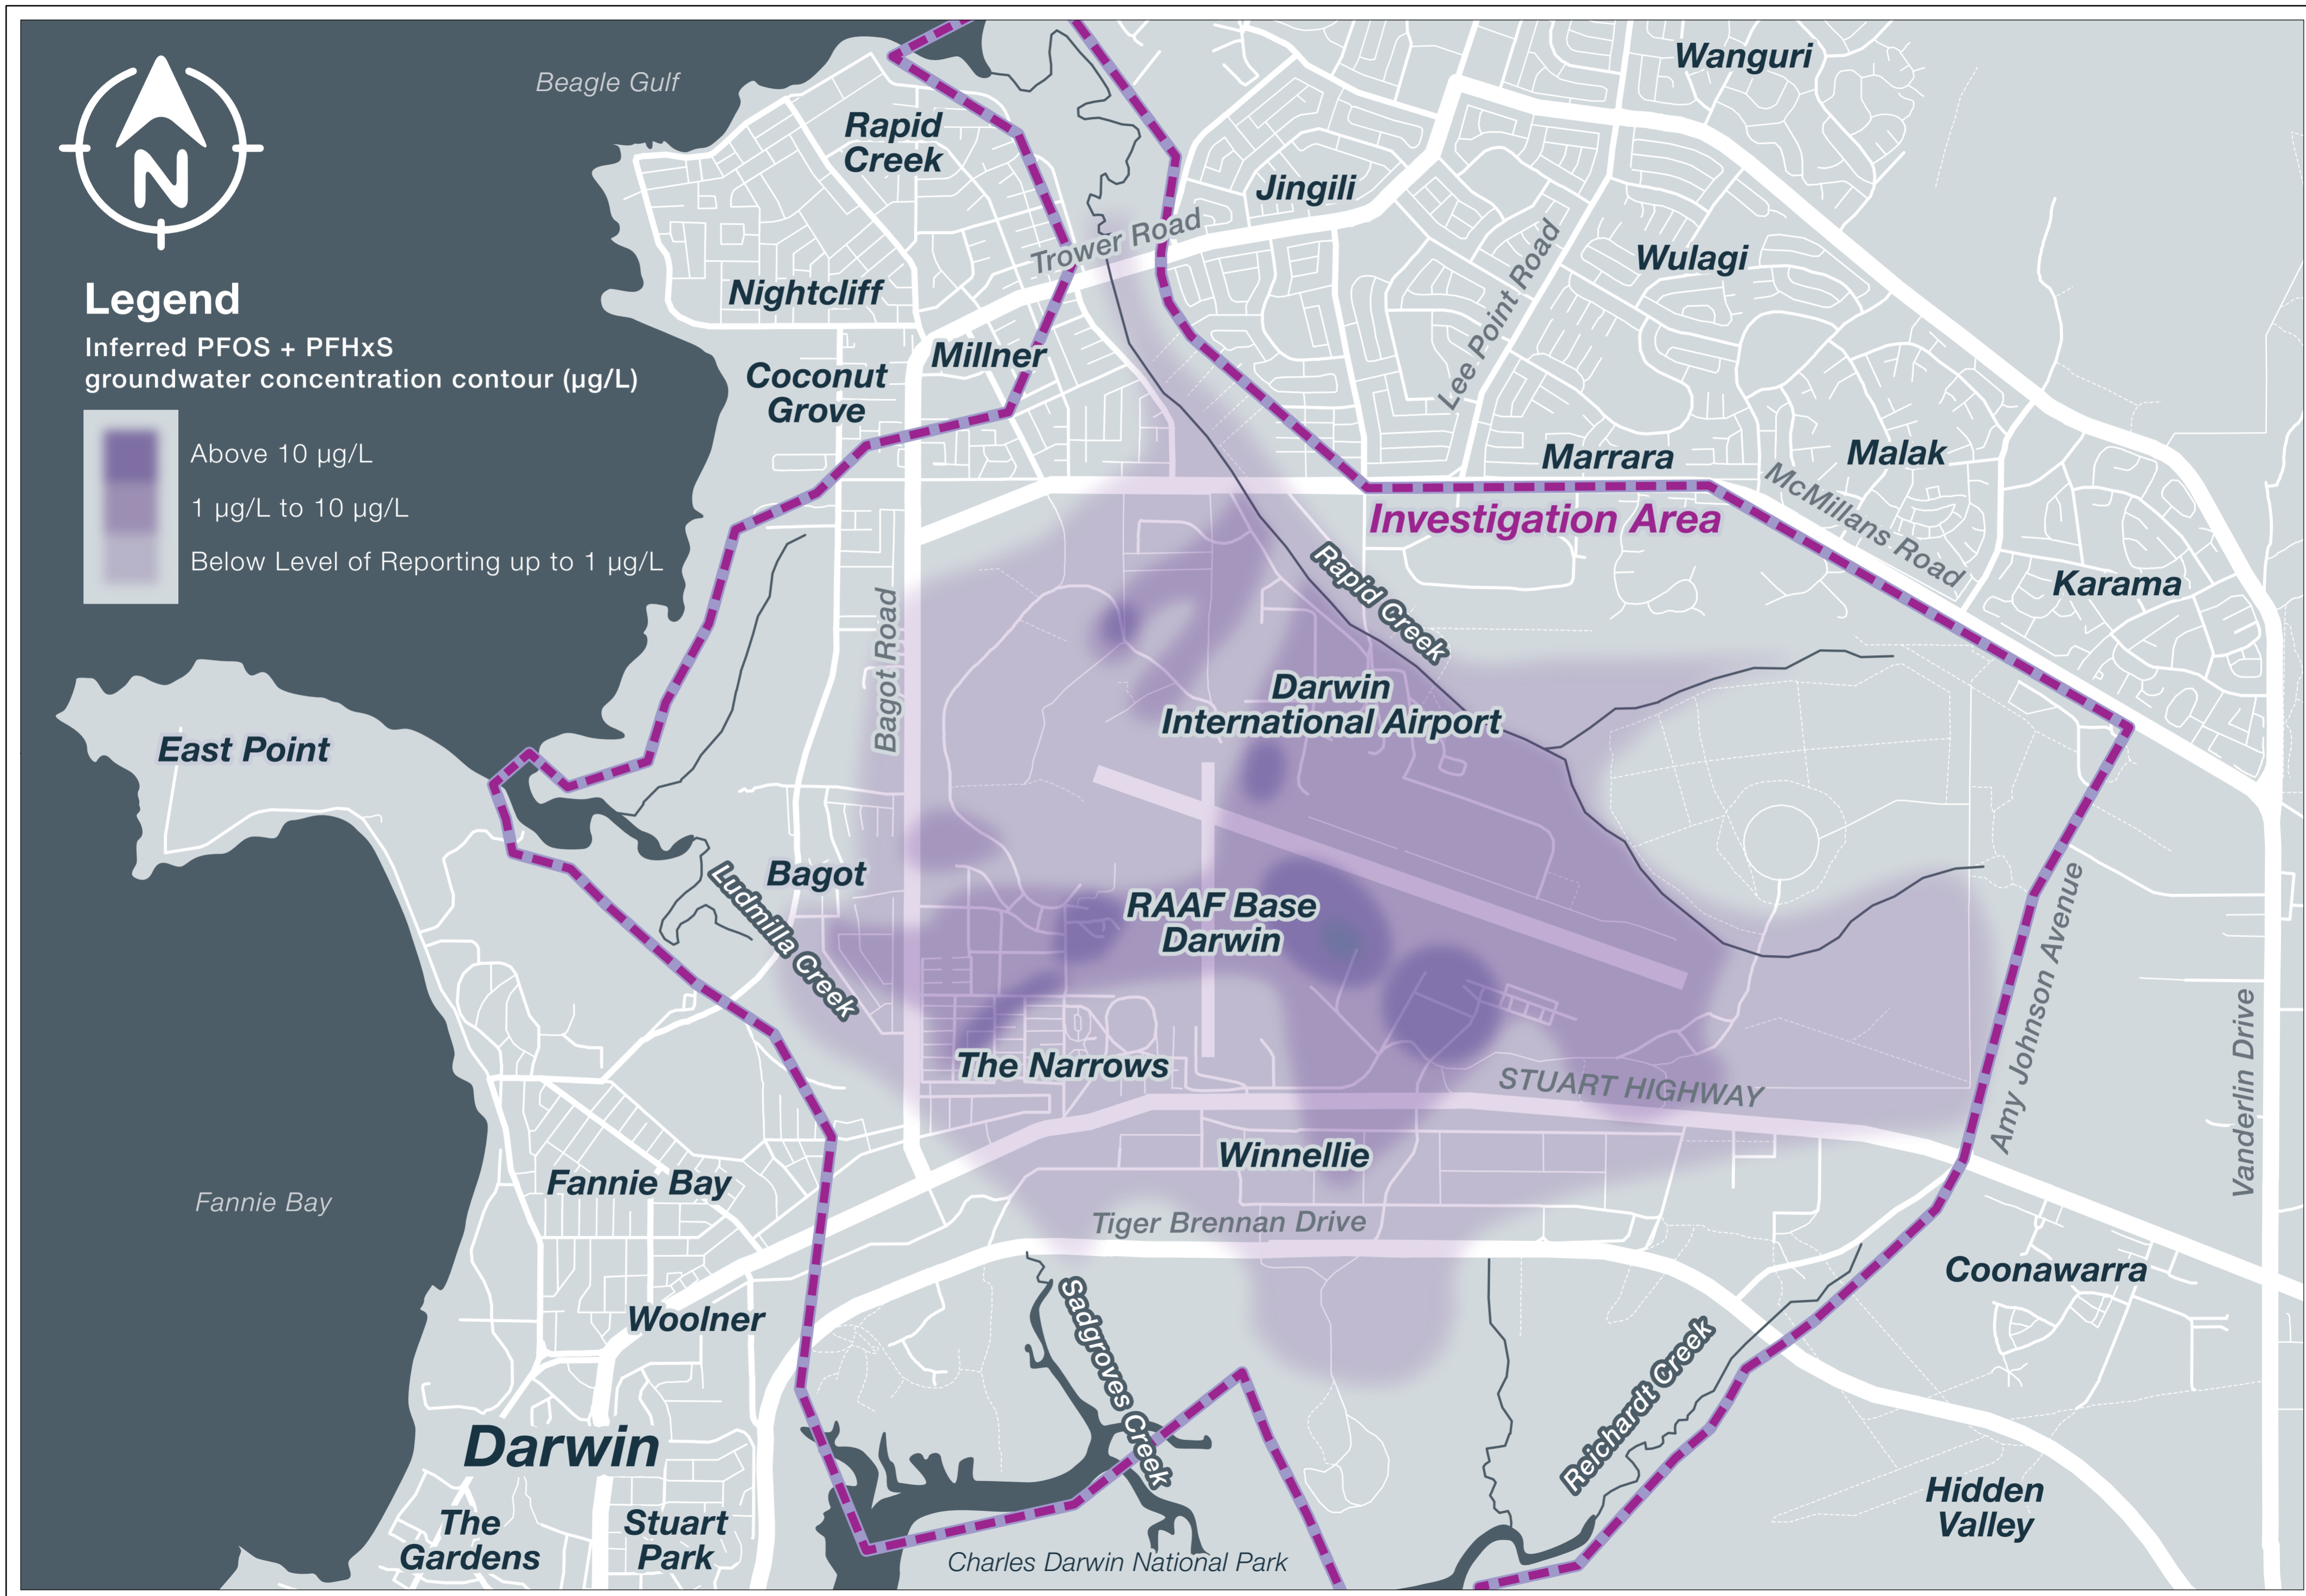 Beagle Gulf
Wanguri
N
Rapid
Creek
Jingili
Trower Road
Lee Point Road
Wulagi
Legend
Inferred PFOS + PFHxS
groundwater concentration contour (µg/L)
Above 10 µg/L
1 µg/L to 10 µg/L
Below Level of Reporting up to 1 µg/L
Nightcliff
Millner
Coconut
Grove
Marrara
Malak
McMillans Road
Investigation Area
Rapid Creek
Karama
Bagot Road
Darwin
International Airport
East Point
Bagot
Ludmilla Creek
RAAF Base
Darwin
Amy Johnson Avenue
Vanderlin Drive
The Narrows
STUART HIGHWAY
Winnellie
Fannie Bay
Fannie Bay
Tiger Brennan Drive
Coonawarra
Woolner
Sadgroves Creek
Reichardt Creek
Darwin
Hidden
Valley
The
Gardens
Stuart
Park
Charles Darwin National Park